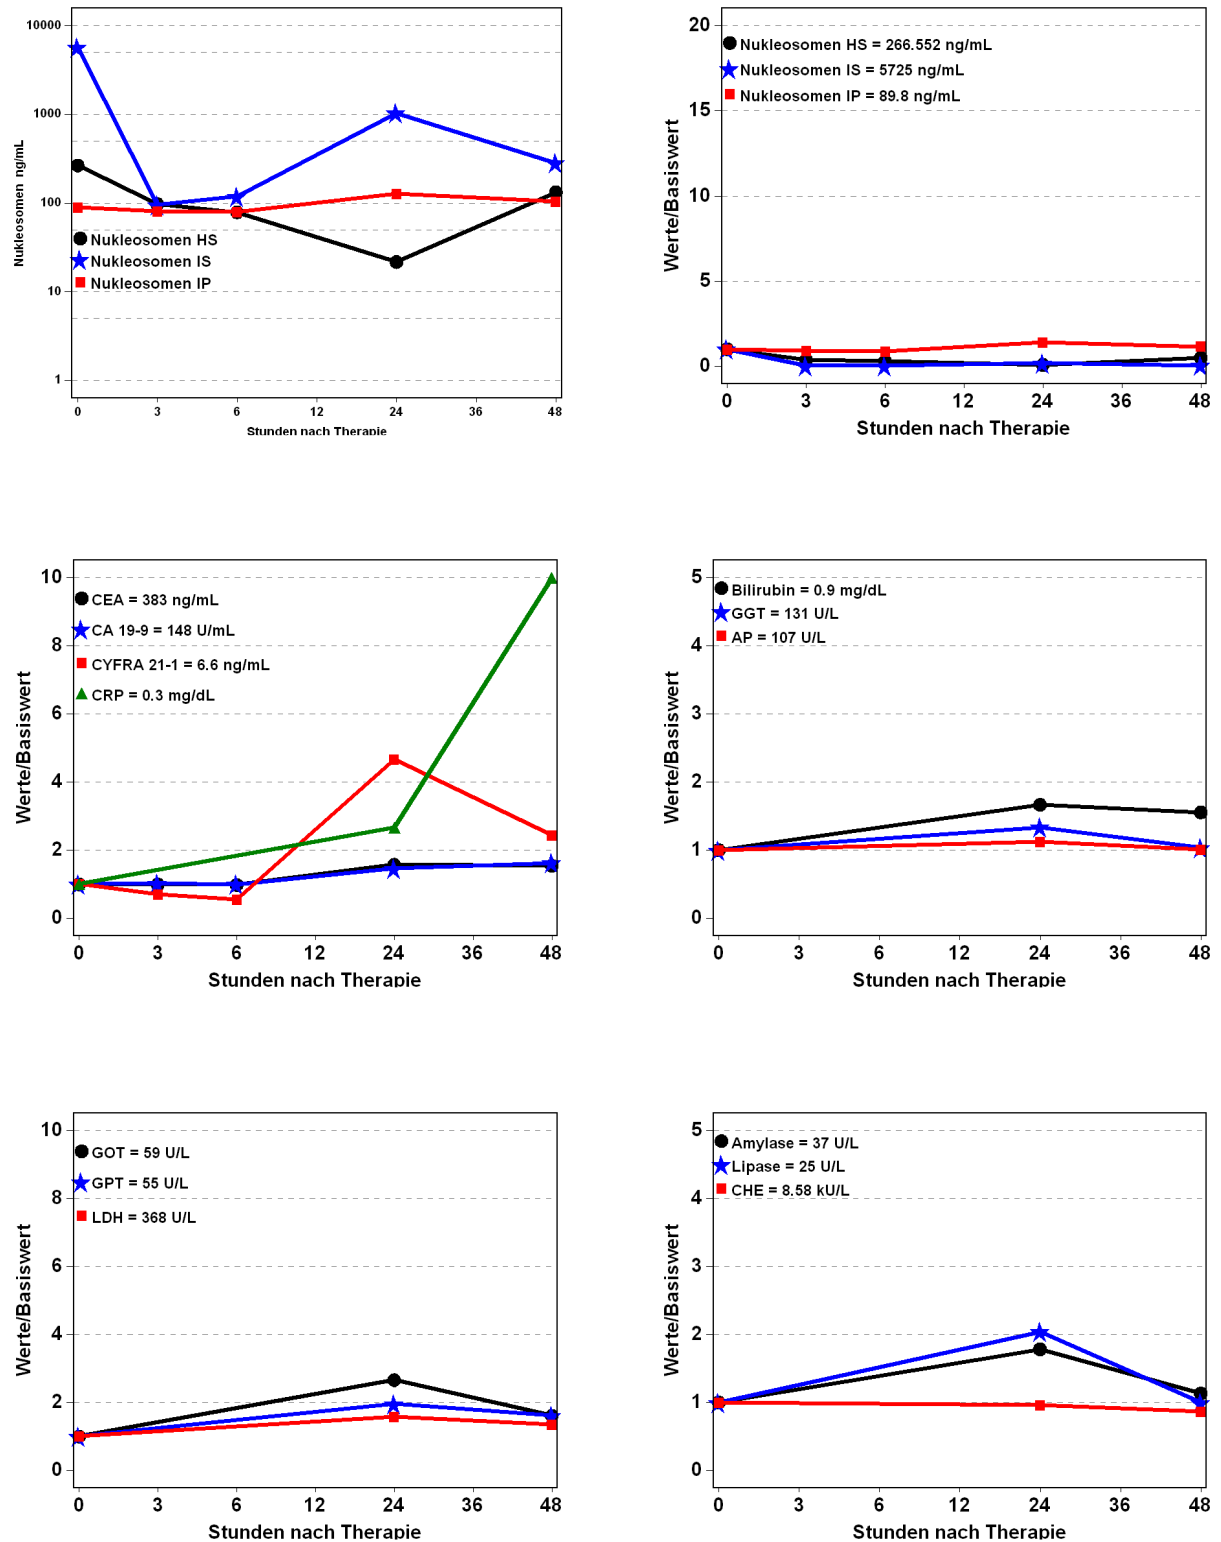 10000
1000
100
10
1
Nukleosomen ng/mL
Nukleosomen HS
Nukleosomen IS
Nukleosomen IP
0 3 6 12 24 36 48
Stunden nach Therapie
20
15
10
5
0
Werte/Basiswert
Nukleosomen HS = 266.552 ng/mL
Nukleosomen IS = 5725 ng/mL
Nukleosomen IP = 89.8 ng/mL
0 3 6 12 24 36 48
Stunden nach Therapie
10
8
6
4
2
0
Werte/Basiswert
CEA = 383 ng/mL
CA 19-9 = 148 U/mL
CYFRA 21-1 = 6.6 ng/mL
CRP = 0.3 mg/dL
0 3 6 12 24 36 48
Stunden nach Therapie
5
4
3
2
1
0
Werte/Basiswert
Bilirubin = 0.9 mg/dL
GGT = 131 U/L
AP = 107 U/L
0 3 6 12 24 36 48
Stunden nach Therapie
10
8
6
4
2
0
Werte/Basiswert
GOT = 59 U/L
GPT = 55 U/L
LDH = 368 U/L
0 3 6 12 24 36 48
Stunden nach Therapie
5
4
3
2
1
0
Werte/Basiswert
Amylase = 37 U/L
Lipase = 25 U/L
CHE = 8.58 kU/L
0 3 6 12 24 36 48
Stunden nach Therapie